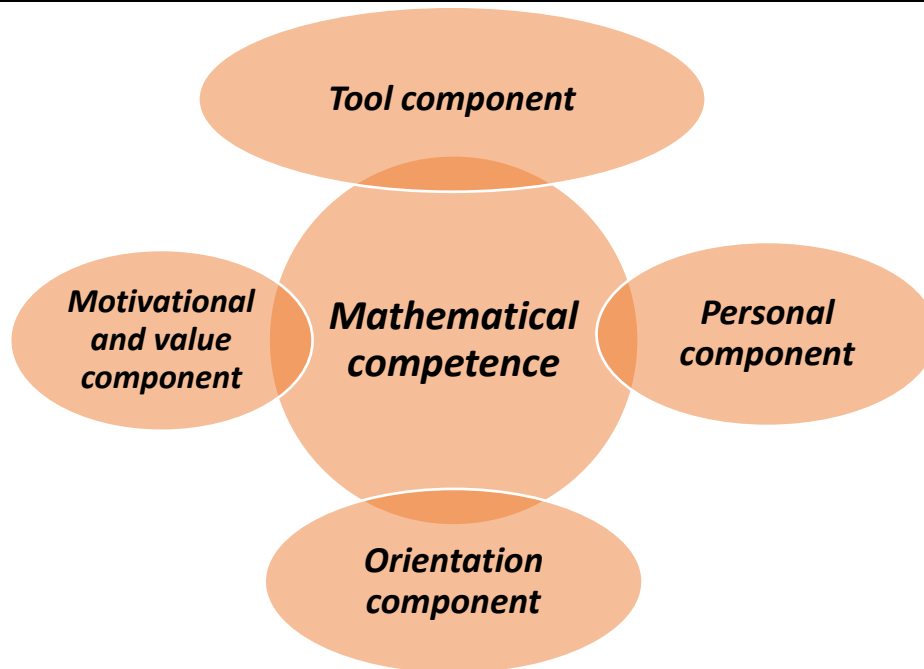 Tool component
Motivational
and value
component
Mathematical
competence
Personal
component
Orientation
component